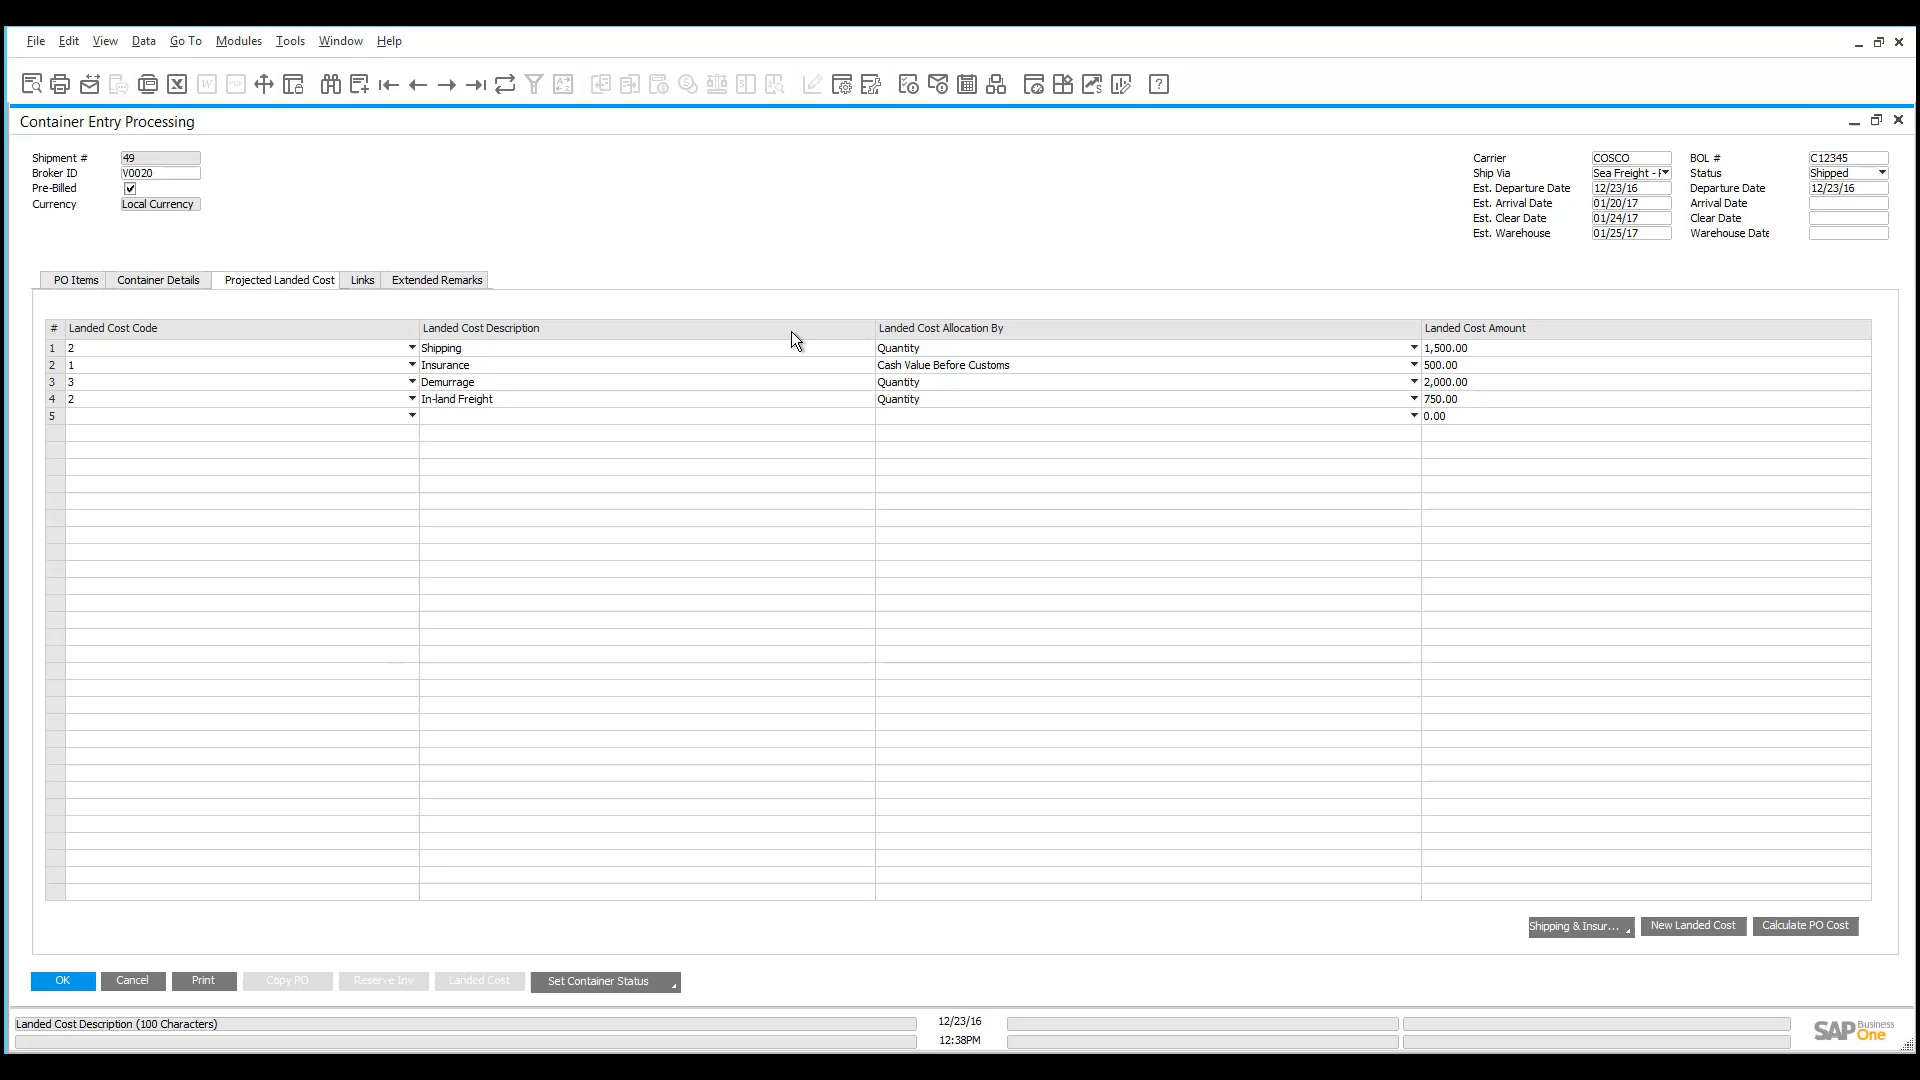 File Edit View Data Go To Modules Tools Window Help
Container Entry Processing
Shipment # 49
Broker ID V0020
Pre-Billed
Currency Local Currency
Carrier COSCO BOL # C12345
Ship Via Sea Freight - F Status Shipped
Est. Departure Date 12/23/16 Departure Date 12/23/16
Est. Arrival Date 01/20/17 Arrival Date
Est. Clear Date 01/24/17 Clear Date
Est. Warehouse 01/25/17 Warehouse Date
PO Items Container Details Projected Landed Cost Links Extended Remarks
# Landed Cost Code Landed Cost Description Landed Cost Allocation By Landed Cost Amount
1 2 Shipping Quantity 1,500.00
2 1 Insurance Cash Value Before Customs 500.00
3 3 Demurrage Quantity 2,000.00
4 2 In-land Freight Quantity 750.00
5 0.00
Shipping & Insur... New Landed Cost Calculate PO Cost
OK Cancel Print Copy PO Reserve Inv Landed Cost Set Container Status
Landed Cost Description (100 Characters) 12/23/16
12:38PM
SAP Business One